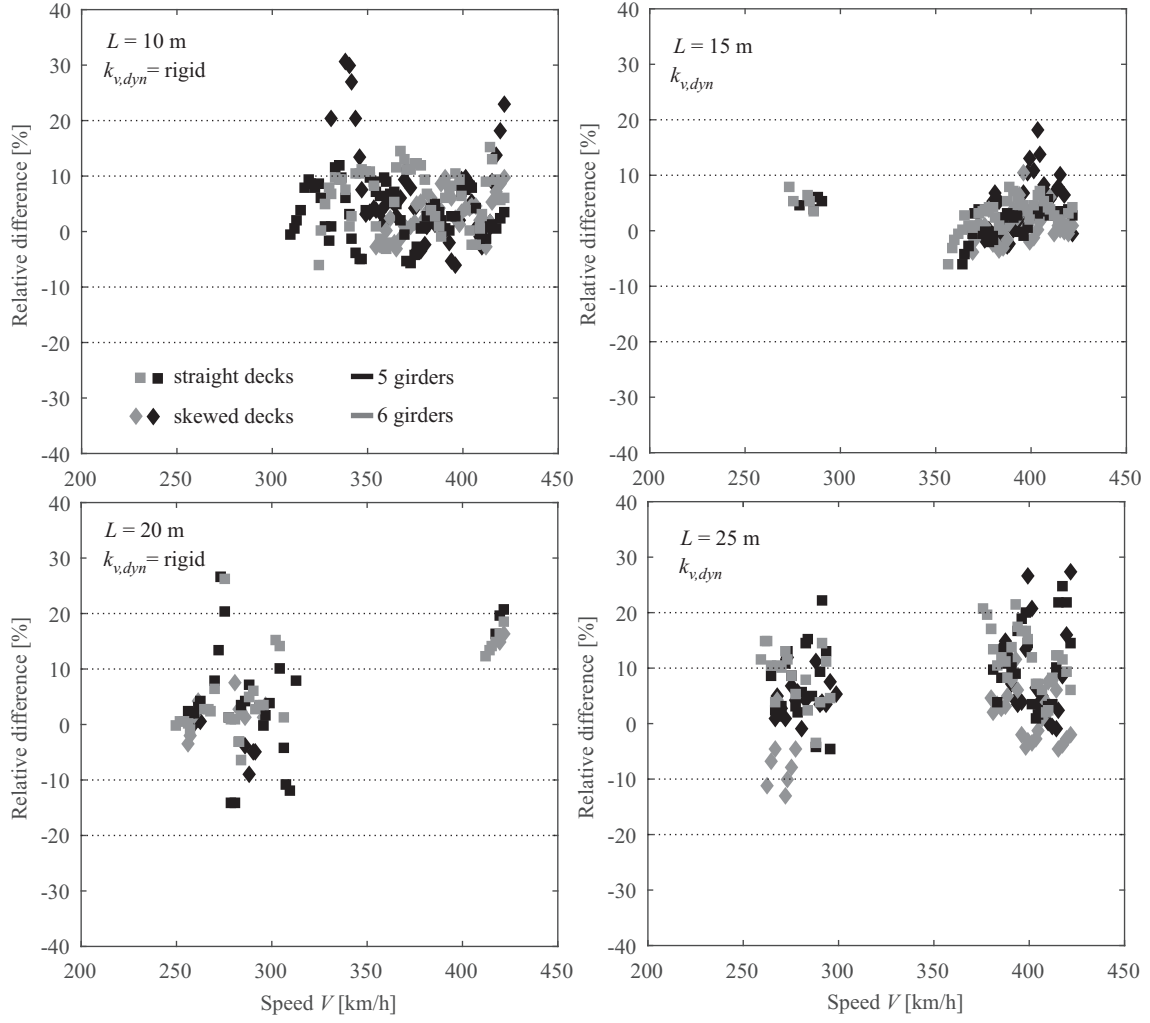 L = 10 m
k_{v,dyn}= rigid
Relative difference [%]
40
30
20
10
0
-10
-20
-30
-40
straight decks
5 girders
skewed decks
6 girders
200 250 300 350 400 450
L = 15 m
k_{v,dyn}
Relative difference [%]
40
30
20
10
0
-10
-20
-30
-40
200 250 300 350 400 450
L = 20 m
k_{v,dyn}= rigid
Relative difference [%]
40
30
20
10
0
-10
-20
-30
-40
200 250 300 350 400 450
Speed V [km/h]
L = 25 m
k_{v,dyn}
Relative difference [%]
40
30
20
10
0
-10
-20
-30
-40
200 250 300 350 400 450
Speed V [km/h]